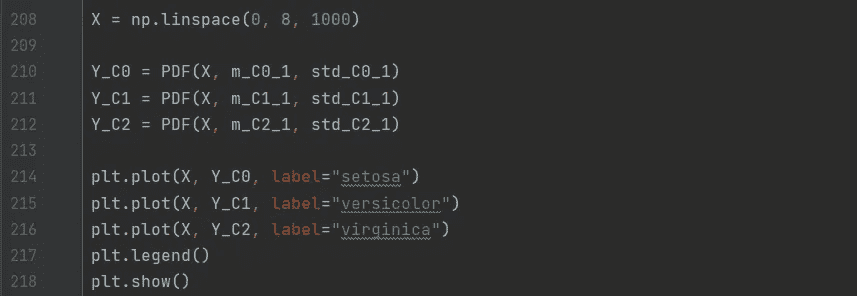 208 X = np.linspace(0, 8, 1000)
209
210 Y_C0 = PDF(X, m_C0_1, std_C0_1)
211 Y_C1 = PDF(X, m_C1_1, std_C1_1)
212 Y_C2 = PDF(X, m_C2_1, std_C2_1)
213
214 plt.plot(X, Y_C0, label="setosa")
215 plt.plot(X, Y_C1, label="versicolor")
216 plt.plot(X, Y_C2, label="virginica")
217 plt.legend()
218 plt.show()